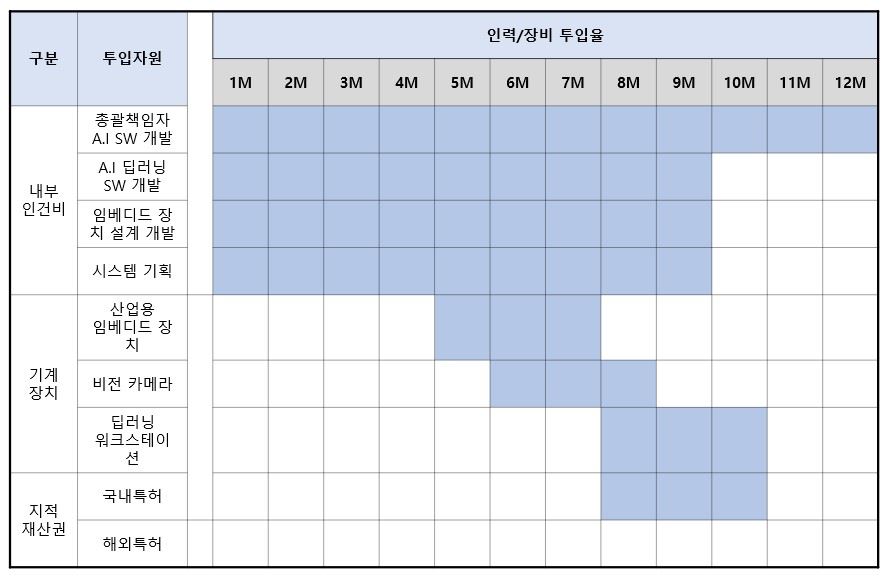 구분
투입자원
인력/장비 투입율
1M 2M 3M 4M 5M 6M 7M 8M 9M 10M 11M 12M
내부
인건비
총괄책임자
A.I SW 개발
A.I 딥러닝
SW 개발
임베디드 장
치 설계 개발
시스템 기획
기계
장치
산업용
임베디드 장
치
비전 카메라
딥러닝
워크스테이
션
지적
재산권
국내특허
해외특허